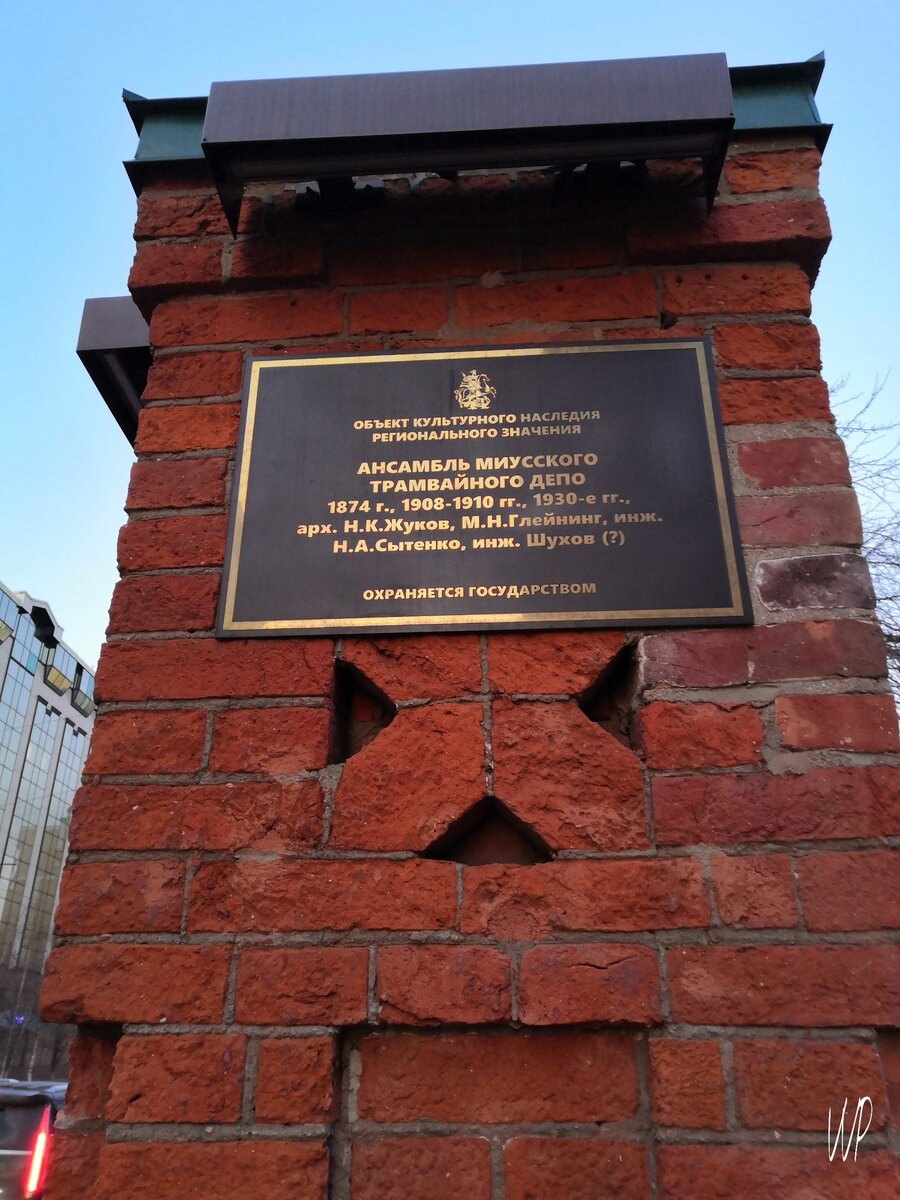 ОБЪЕКТ КУЛЬТУРНОГО НАСЛЕДИЯ
РЕГИОНАЛЬНОГО ЗНАЧЕНИЯ
АНСАМБЛЬ МИУССКОГО
ТРАМВАЙНОГО ДЕПО
1874 г., 1908-1910 гг., 1930-е гг.,
арх. Н.К.Жуков, М.Н.Глейнинг, инж.
Н.А.Сытенко, инж. Шухов (?)
ОХРАНЯЕТСЯ ГОСУДАРСТВОМ
WP